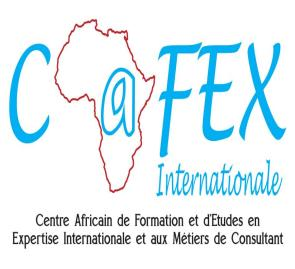 C@FEX
Internationale
Centre Africain de Formation et d'Etudes en
Expertise Internationale et aux Métiers de Consultant